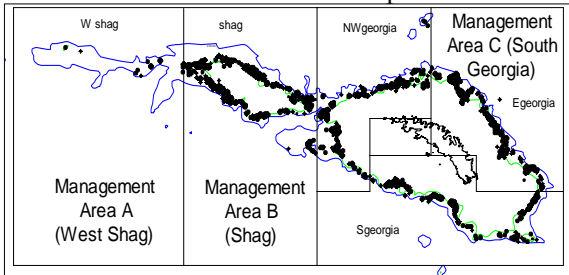 W shag
shag
NWgeorgia
Management
Area C (South
Georgia)
Egeorgia
Management
Area A
(West Shag)
Management
Area B
(Shag)
Sgeorgia